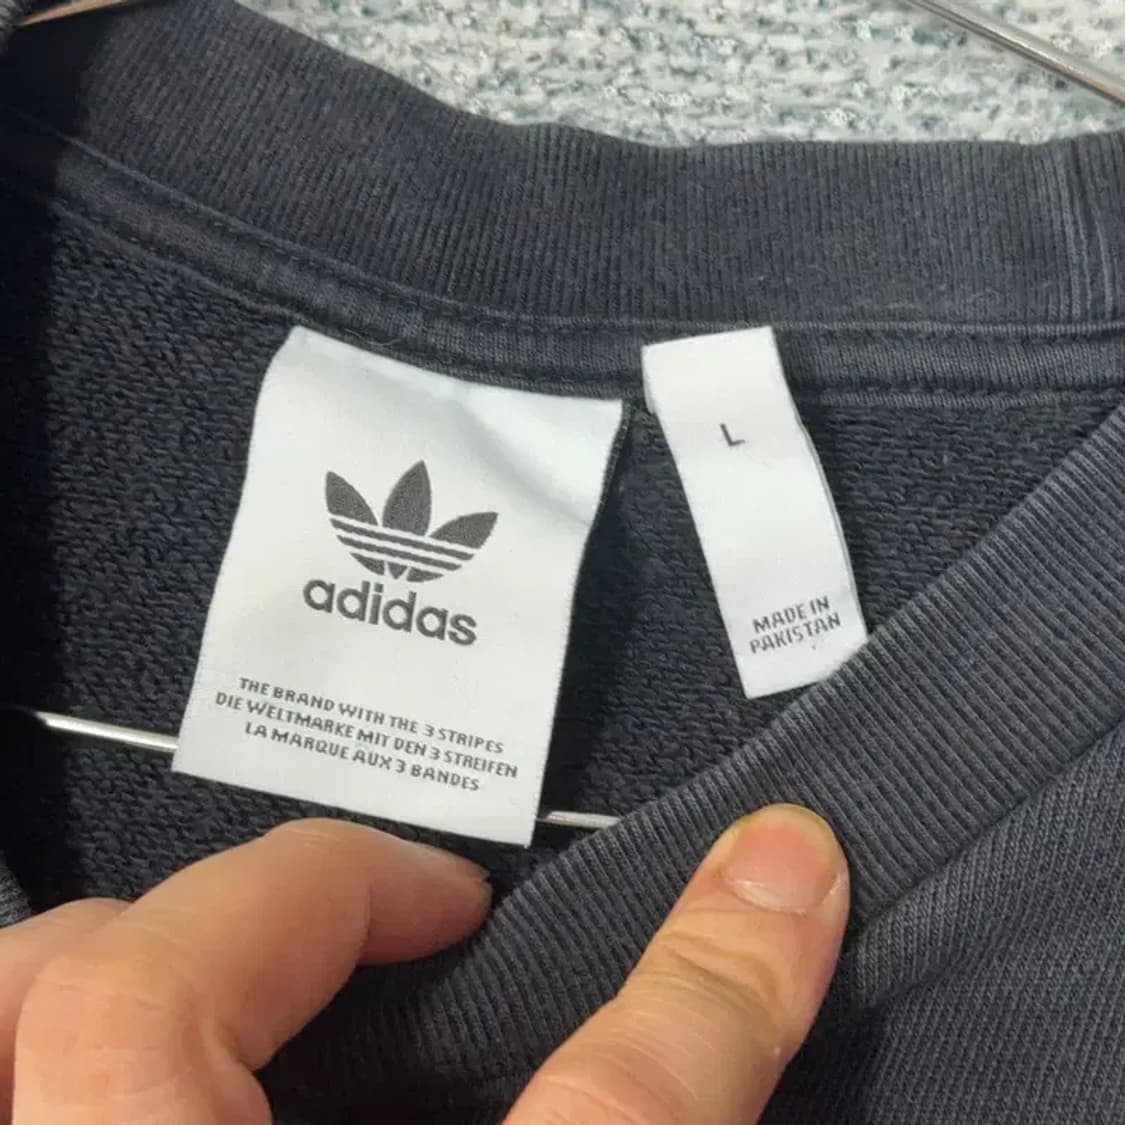 adidas
THE BRAND WITH THE 3 STRIPES
DIE WELTMARKE MIT DEN 3 STREIFEN
LA MARQUE AUX 3 BANDES
L
MADE IN
PAKISTAN